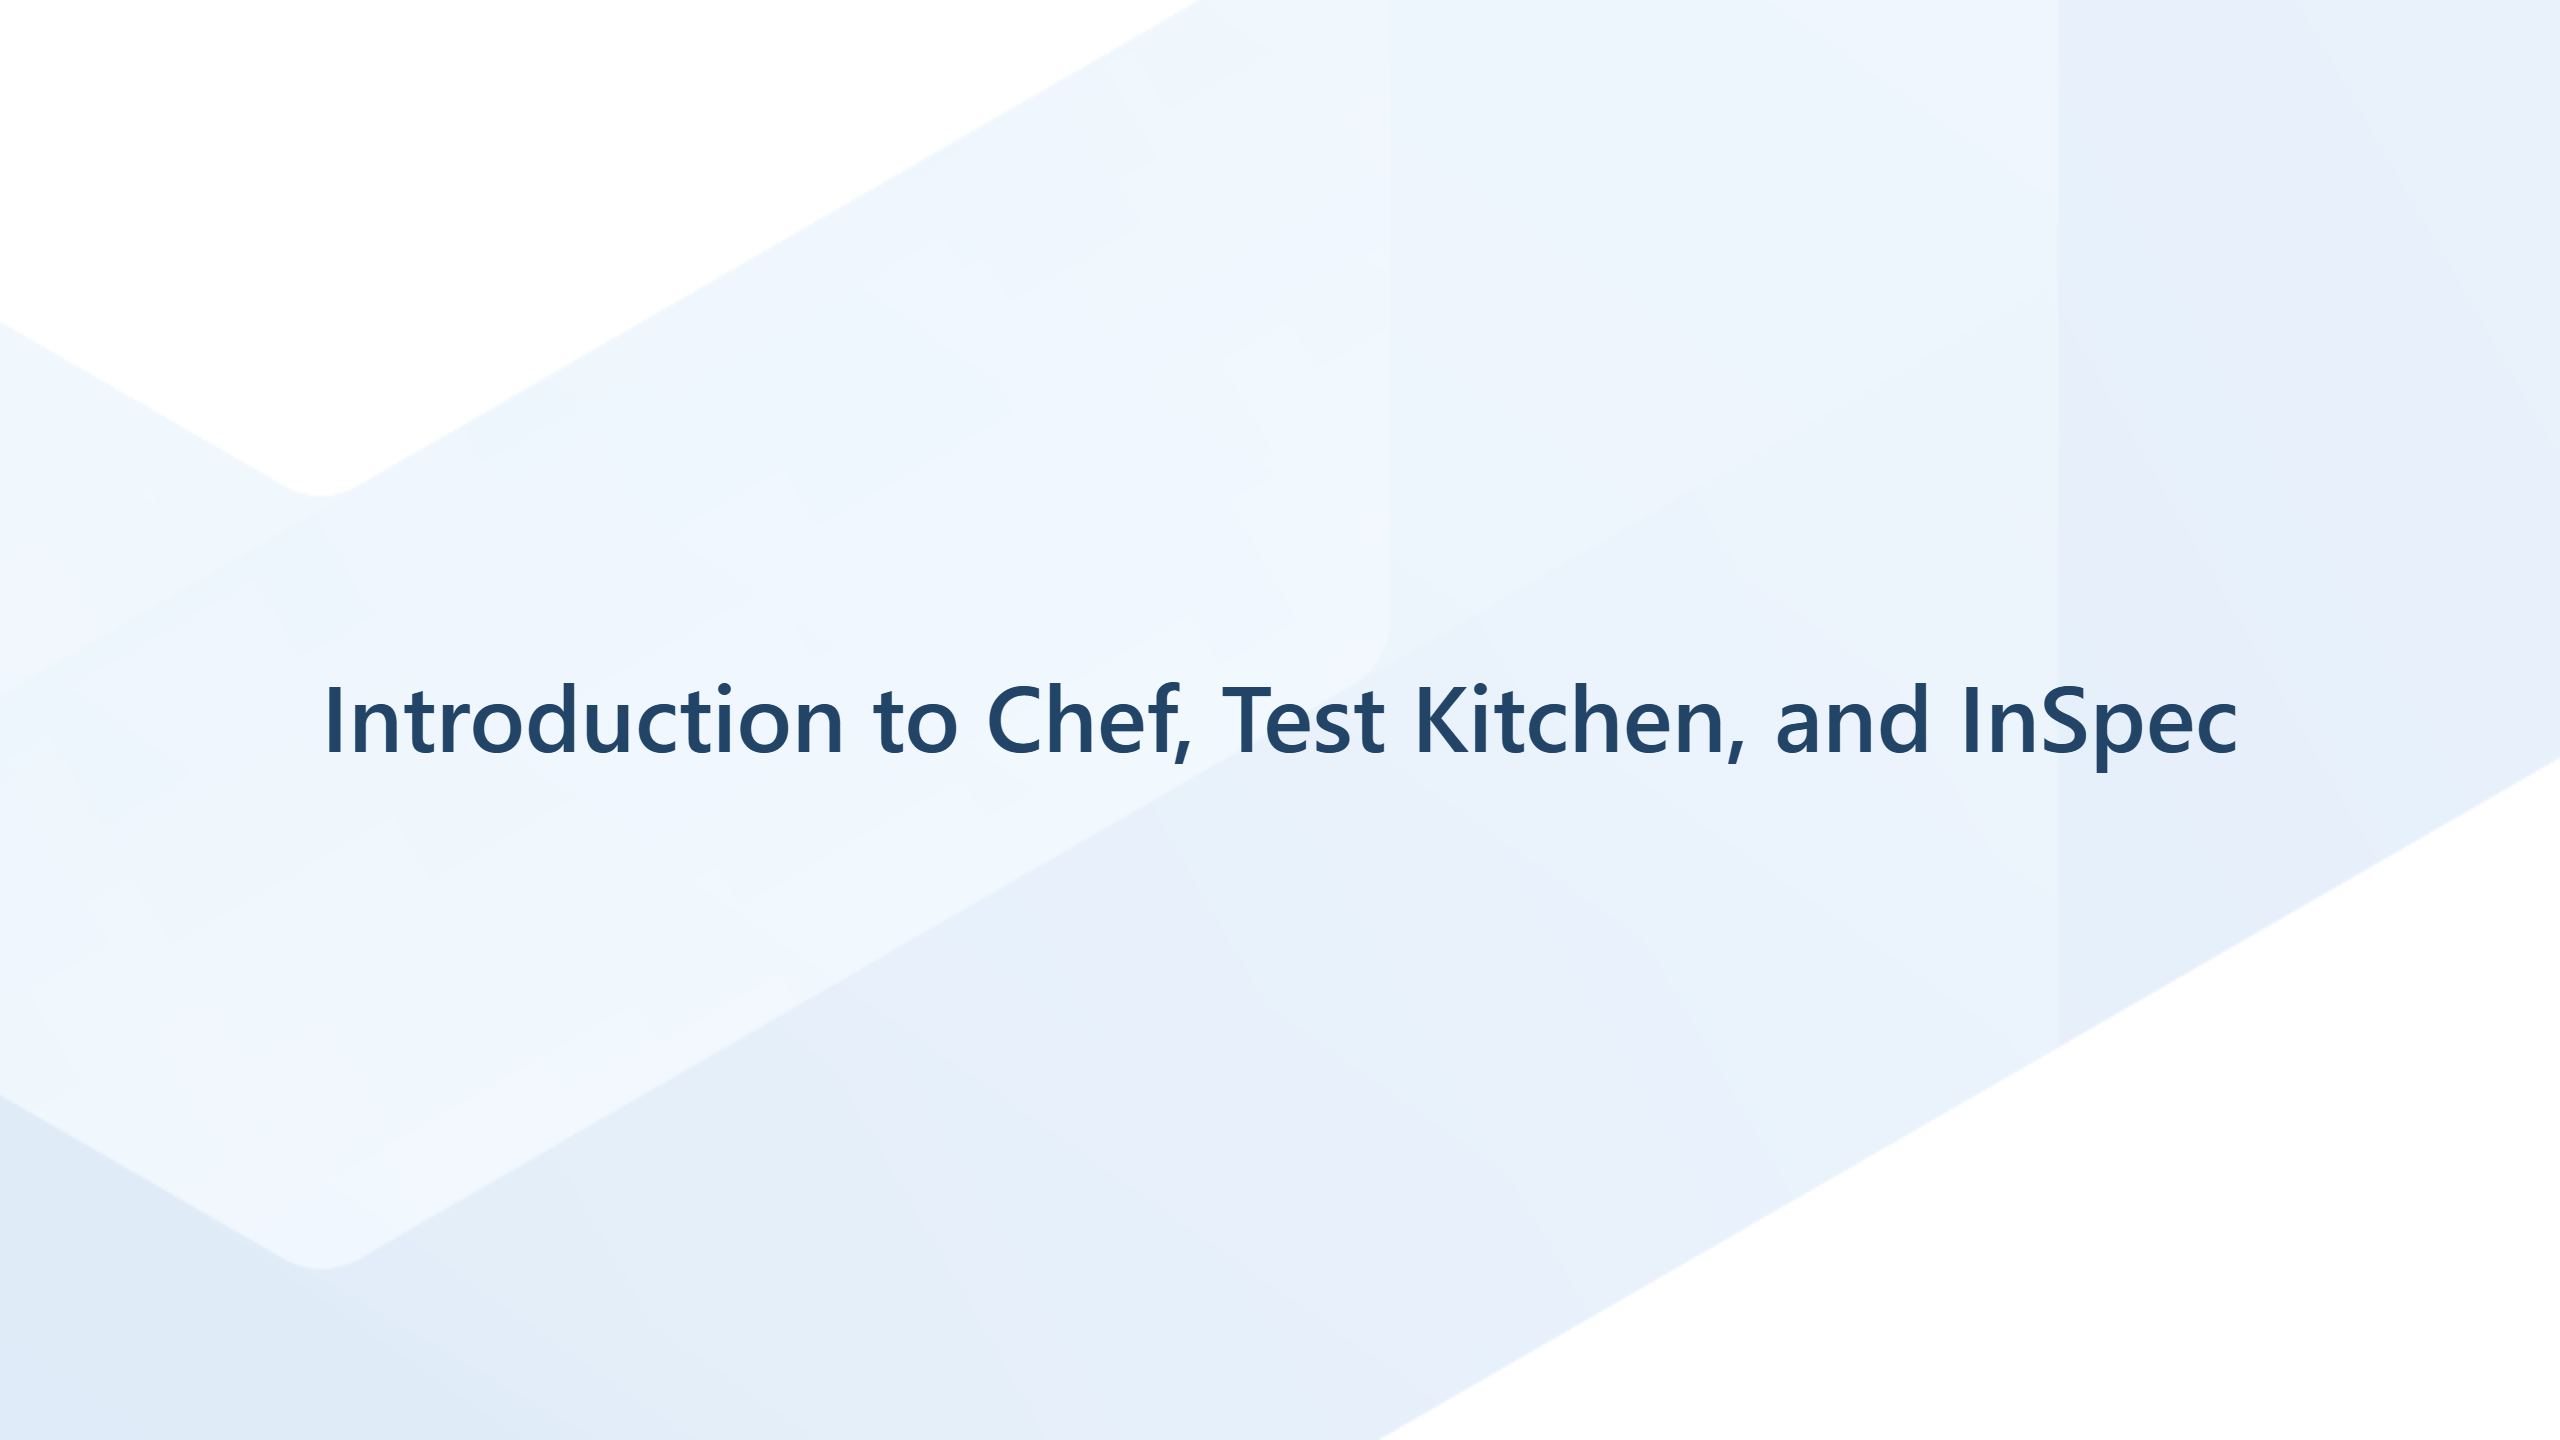 Introduction to Chef, Test Kitchen, and InSpec